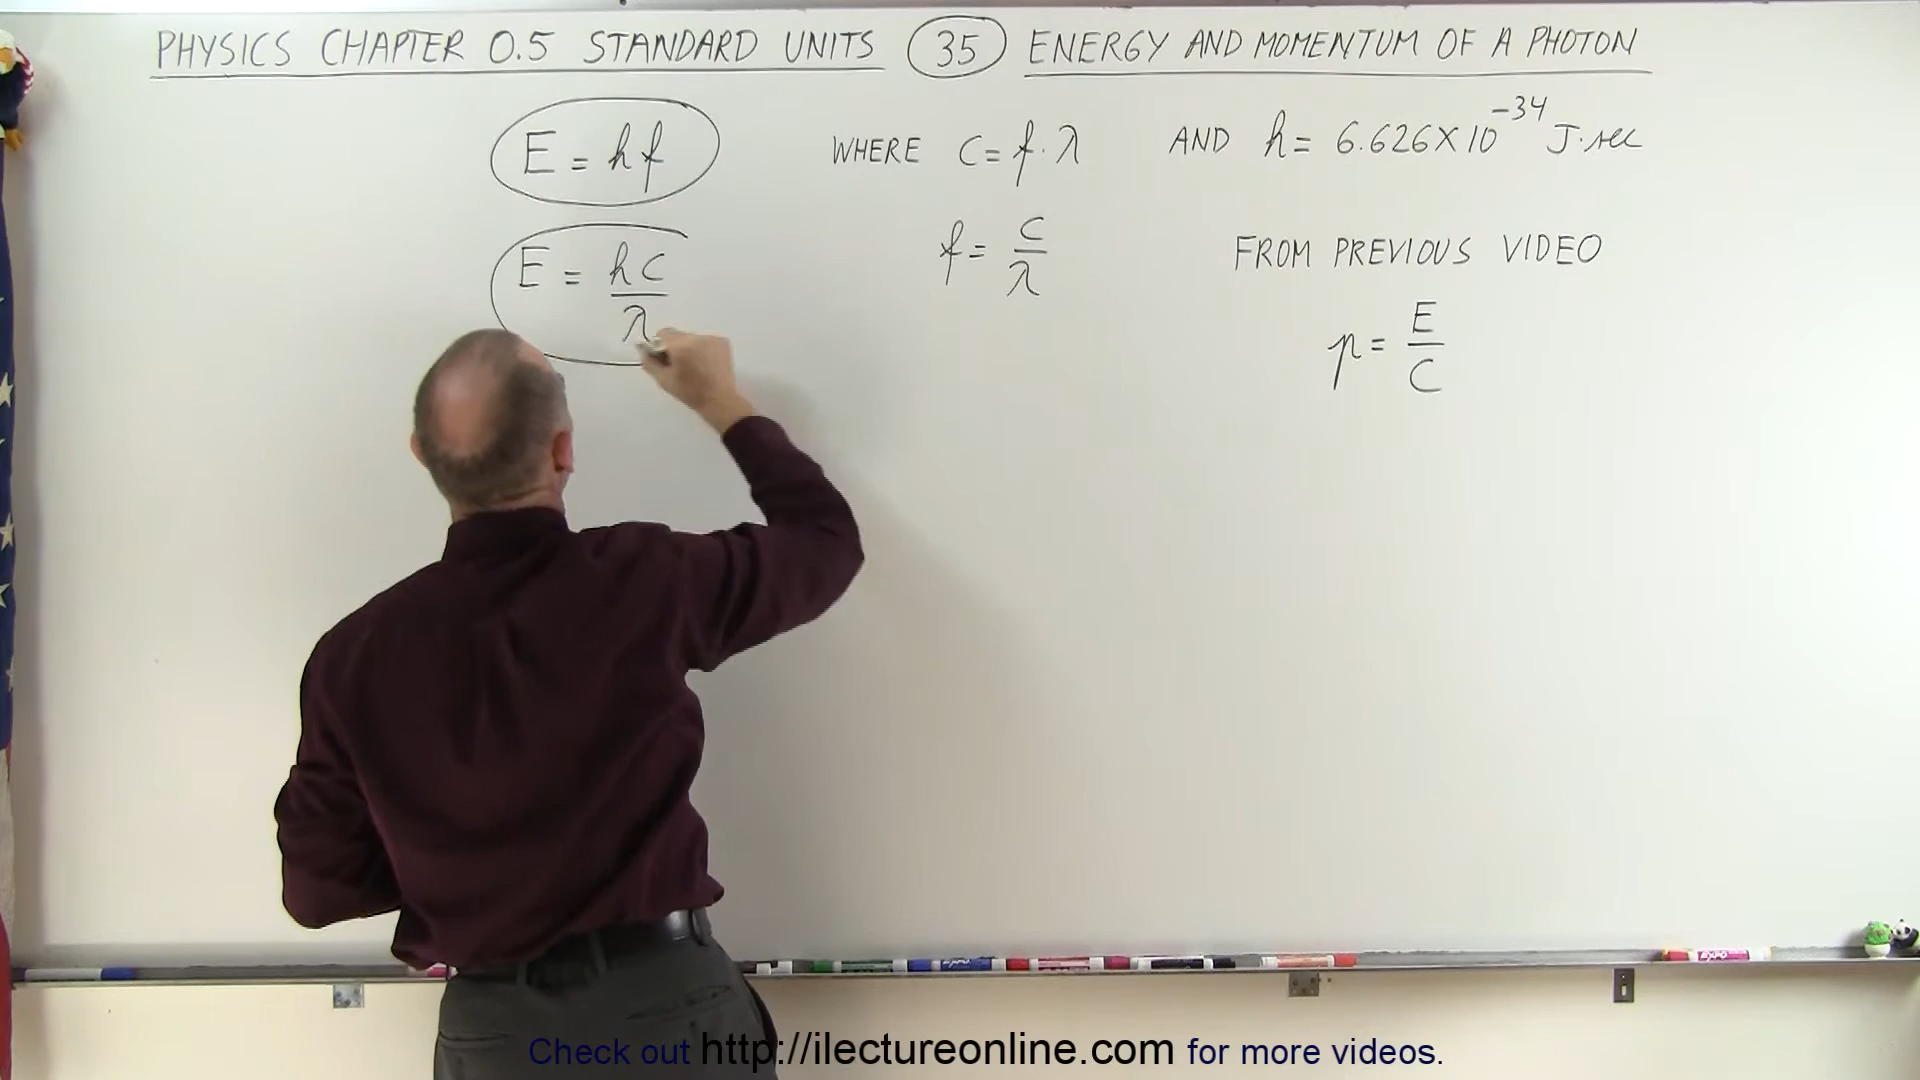 PHYSICS CHAPTER 0.5 STANDARD UNITS 35 ENERGY AND MOMENTUM OF A PHOTON
E = hf WHERE C = f · λ AND h = 6.626 X 10^-34 J·sec
E = hC/λ f = C/λ FROM PREVIOUS VIDEO
p = E/C
EXPO
Check out http://ilectureonline.com for more videos.